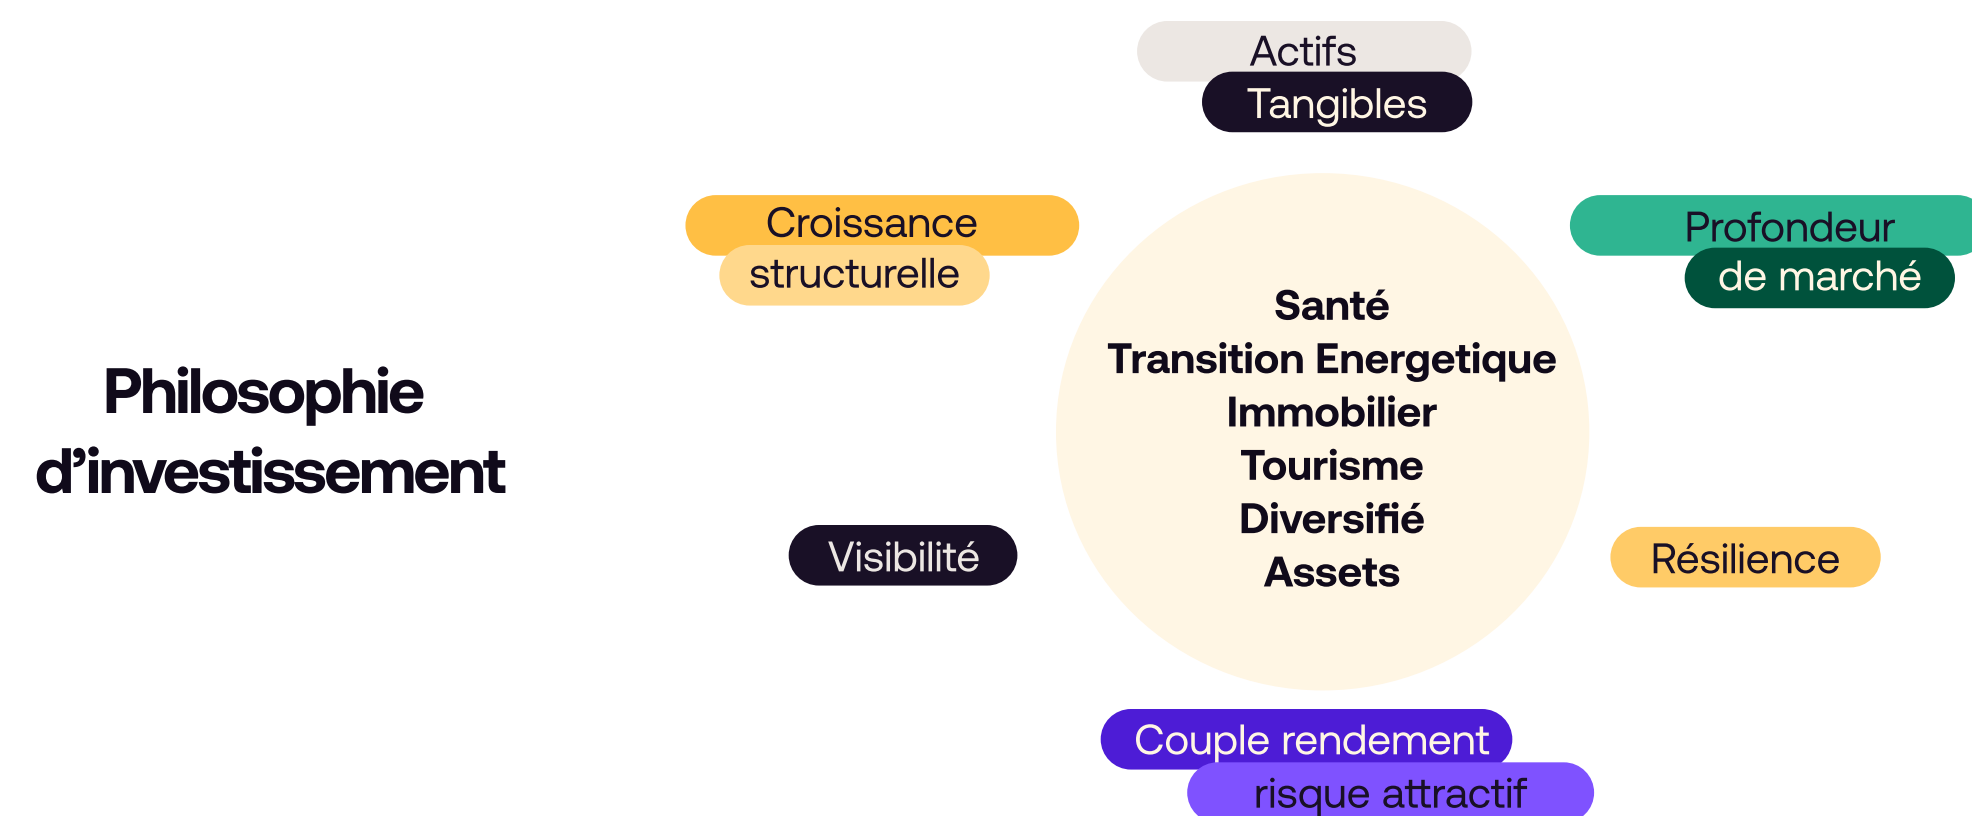 Philosophie
d’investissement
Actifs
Tangibles
Croissance
structurelle
Profondeur
de marché
Santé
Transition Energetique
Immobilier
Tourisme
Diversifié
Assets
Visibilité
Résilience
Couple rendement
risque attractif